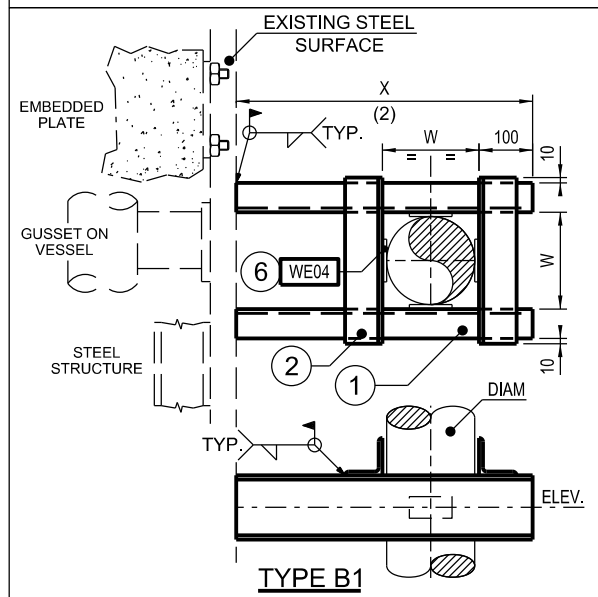 EXISTING STEEL
SURFACE
EMBEDDED
PLATE
X
(2)
TYP.
W
= =
100
10
GUSSET ON
VESSEL
6
WE04
W
STEEL
STRUCTURE
2
1
10
DIAM
TYP.
ELEV.
TYPE B1